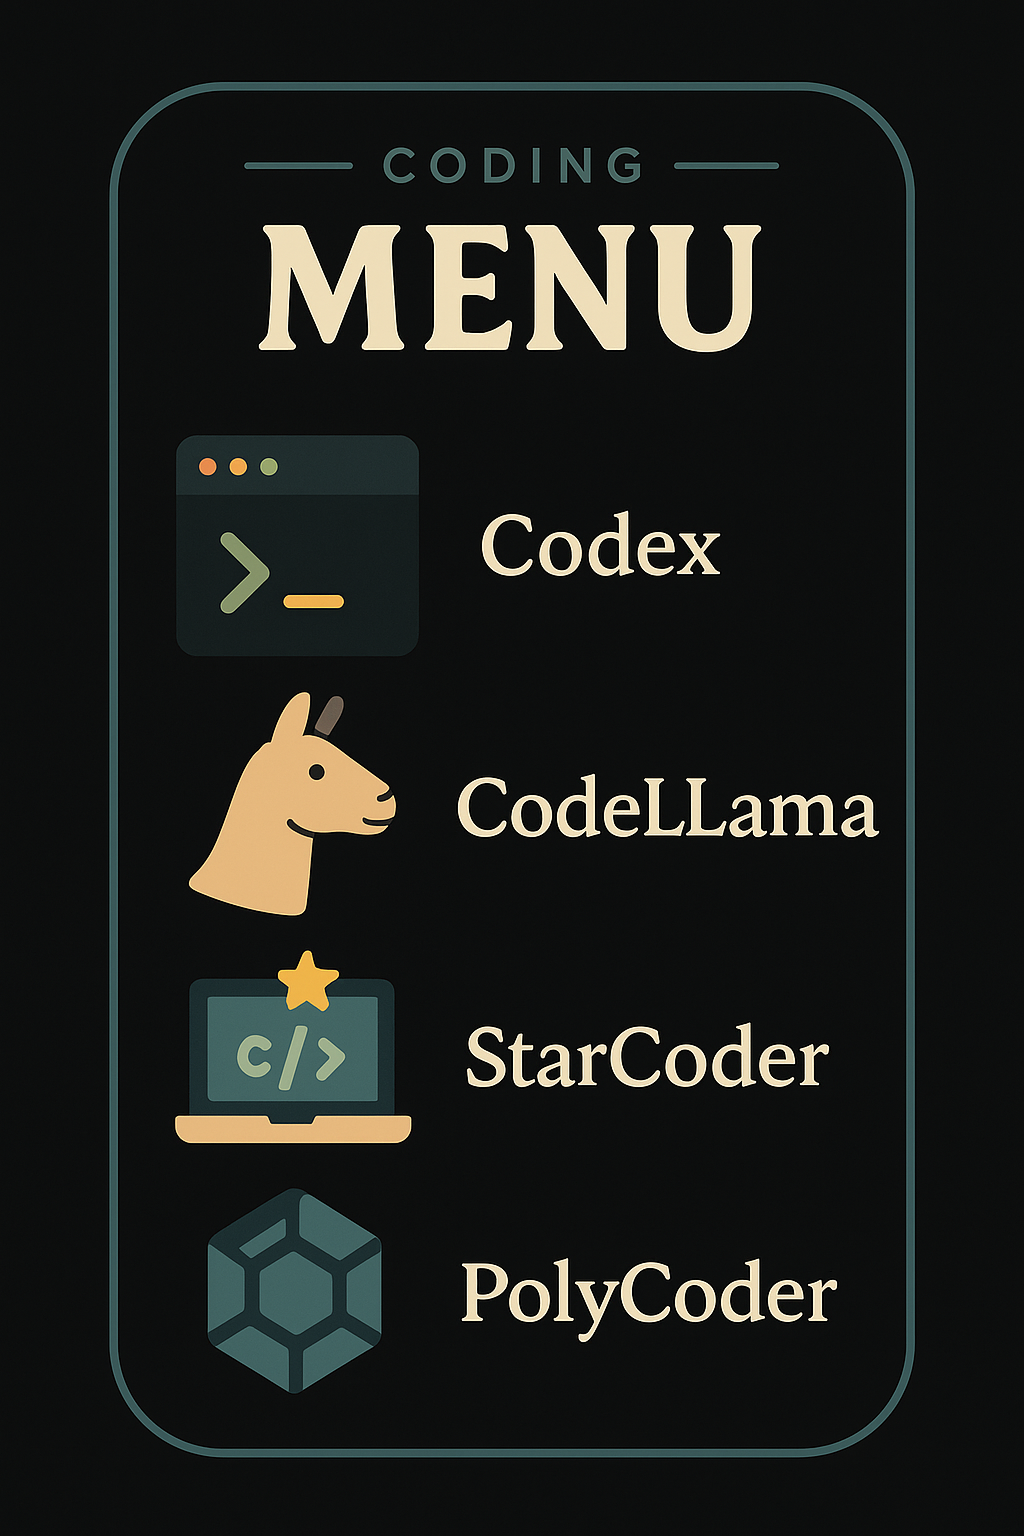 CODING
MENU
>_
Codex
CodeLLama
c/>
StarCoder
PolyCoder